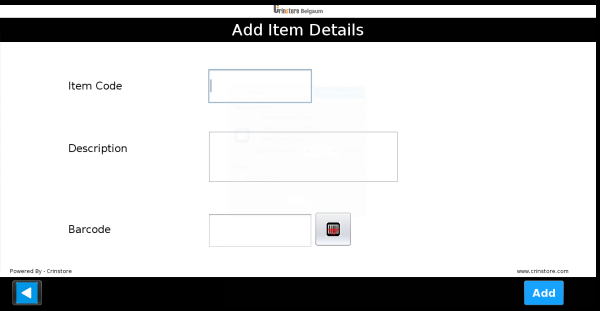 Crinstore Belgaum
Add Item Details
Item Code
Description
Barcode
Powered By - Crinstore
www.crinstore.com
Add